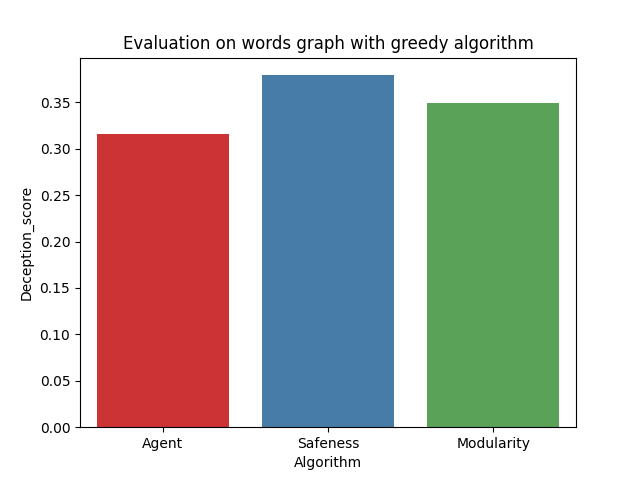 Evaluation on words graph with greedy algorithm
Deception_score
0.35
0.30
0.25
0.20
0.15
0.10
0.05
0.00
Agent Safeness Modularity
Algorithm